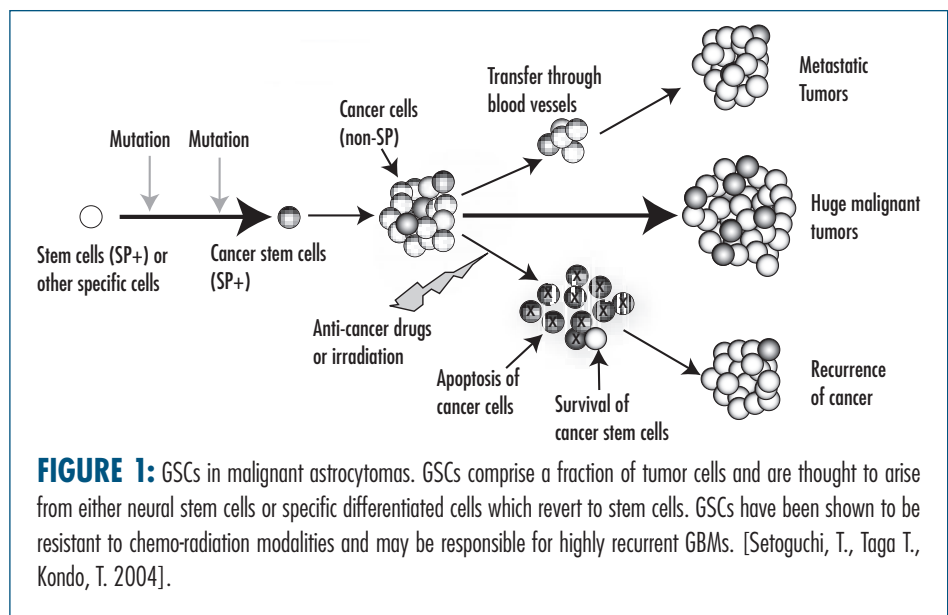 Mutation
Mutation
Stem cells (SP+) or
other specific cells
Cancer stem cells
(SP+)
Cancer cells
(non-SP)
Transfer through
blood vessels
Metastatic
Tumors
Huge malignant
tumors
Anti-cancer drugs
or irradiation
X
X
X
X
X
X
X
X
X
X
Apoptosis of
cancer cells
Survival of
cancer stem cells
Recurrence
of cancer
FIGURE 1: GSCs in malignant astrocytomas. GSCs comprise a fraction of tumor cells and are thought to arise
from either neural stem cells or specific differentiated cells which revert to stem cells. GSCs have been shown to be
resistant to chemo-radiation modalities and may be responsible for highly recurrent GBMs. [Setoguchi, T., Taga T.,
Kondo, T. 2004].